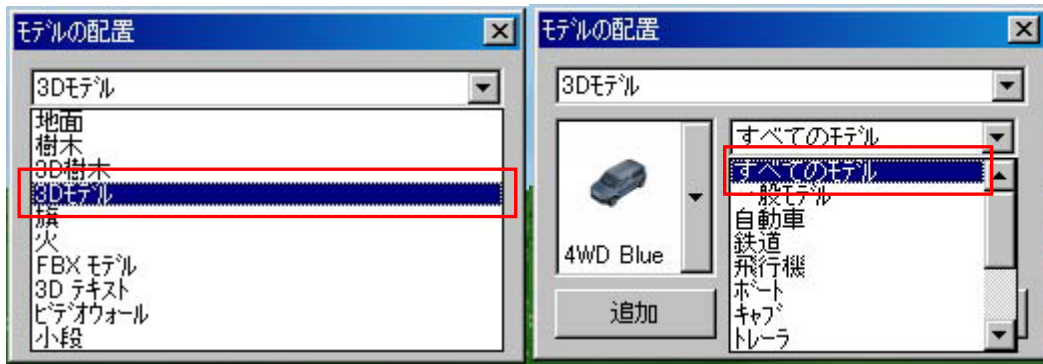 モデルの配置
3Dモデル
地面
樹木
3D樹木
3Dモデル
旗
火
FBX モデル
3D テキスト
ビデオウォール
小段
モデルの配置
3Dモデル
すべてのモデル
すべてのモデル
一般モデル
自動車
鉄道
飛行機
ボート
キャブ
トレーラ
4WD Blue
追加